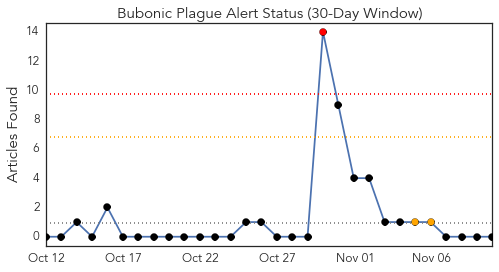 Bubonic Plague Alert Status (30-Day Window)
Articles Found
14
12
10
8
6
4
2
0
Oct 12 Oct 17 Oct 22 Oct 27 Nov 01 Nov 06